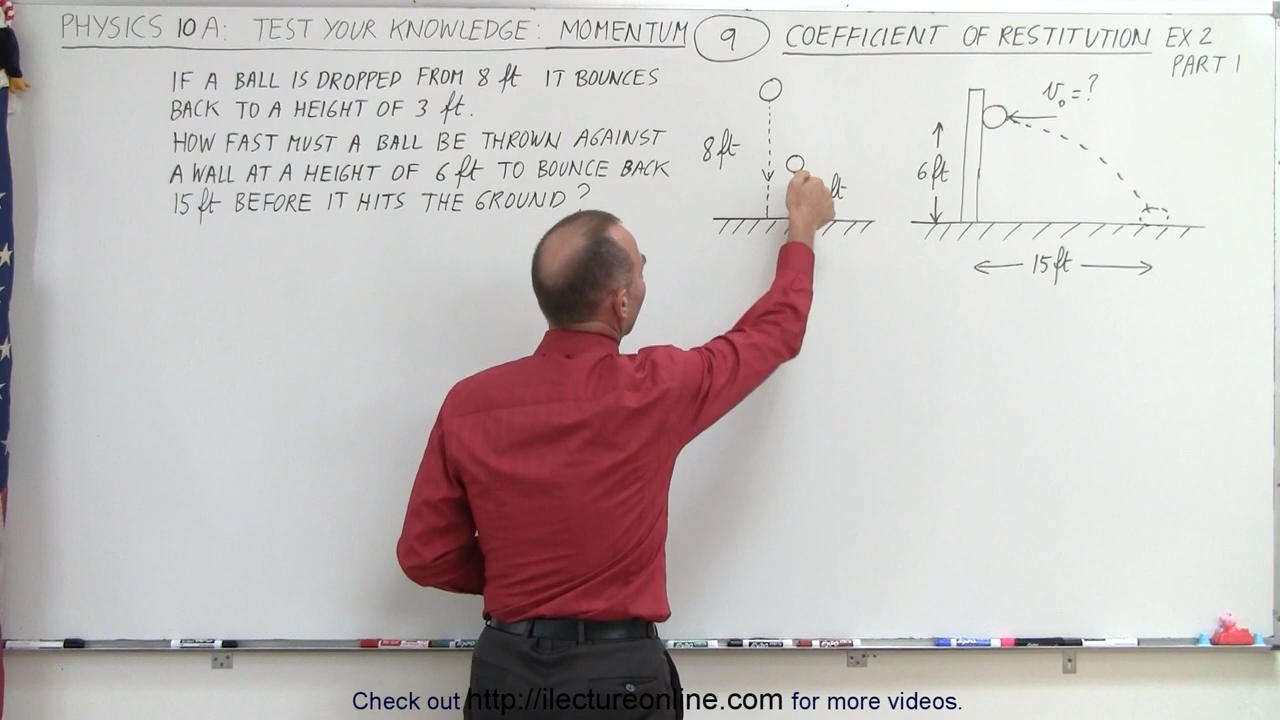 PHYSICS 10A: TEST YOUR KNOWLEDGE: MOMENTUM 9 COEFFICIENT OF RESTITUTION EX 2
PART 1
IF A BALL IS DROPPED FROM 8 ft IT BOUNCES
BACK TO A HEIGHT OF 3 ft.
HOW FAST MUST A BALL BE THROWN AGAINST
A WALL AT A HEIGHT OF 6 ft TO BOUNCE BACK
15 ft BEFORE IT HITS THE GROUND?
8 ft
ft
v₀ = ?
6 ft
15 ft
Check out http://ilectureonline.com for more videos.